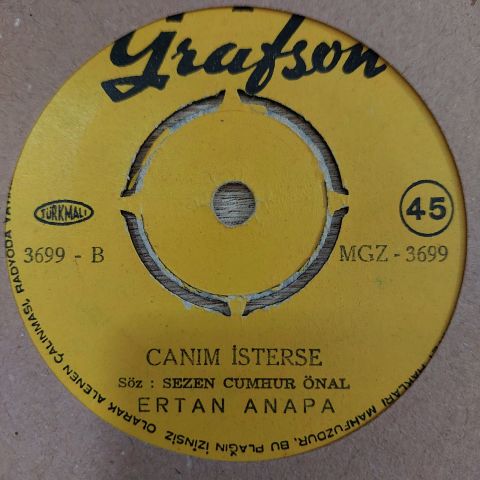 Grafson
TÜRKMALI
45
3699 - B
MGZ - 3699
CANIM İSTERSE
Söz : SEZEN CUMHUR ÖNAL
ERTAN ANAPA
HAKLARI MAHFUZDUR. BU PLAĞIN İZİNSİZ OLARAK ALENEN ÇALINMASI, RADYODA